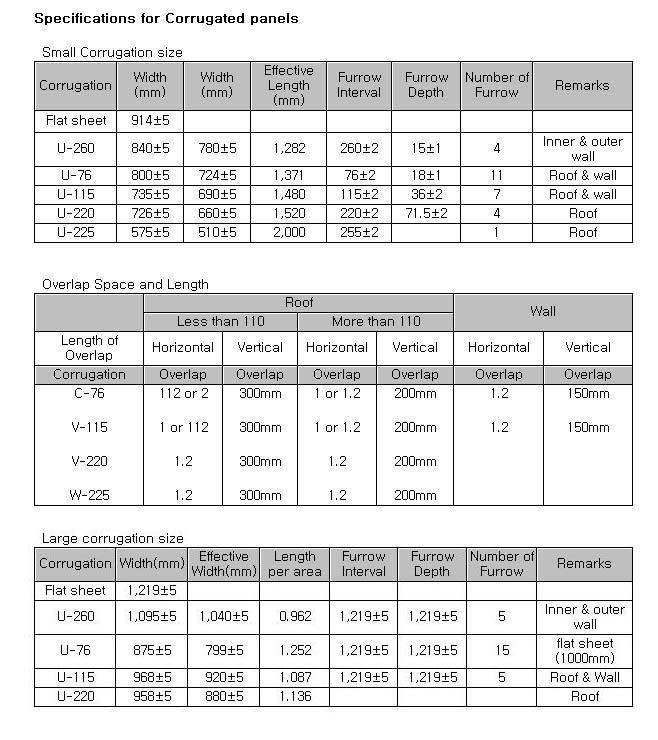 Specifications for Corrugated panels
Small Corrugation size
Corrugation Width (mm) Width (mm) Effective Length (mm) Furrow Interval Furrow Depth Number of Furrow Remarks
Flat sheet 914±5
U-260 840±5 780±5 1,282 260±2 15±1 4 Inner & outer wall
U-76 800±5 724±5 1,371 76±2 18±1 11 Roof & wall
U-115 735±5 690±5 1,480 115±2 36±2 7 Roof & wall
U-220 726±5 660±5 1,520 220±2 71.5±2 4 Roof
U-225 575±5 510±5 2,000 255±2 1 Roof
Overlap Space and Length
Roof Wall
Less than 110 More than 110
Length of Overlap Horizontal Vertical Horizontal Vertical Horizontal Vertical
Corrugation Overlap Overlap Overlap Overlap Overlap Overlap
C-76 112 or 2 300mm 1 or 1.2 200mm 1.2 150mm
V-115 1 or 112 300mm 1 or 1.2 200mm 1.2 150mm
V-220 1.2 300mm 1.2 200mm
W-225 1.2 300mm 1.2 200mm
Large corrugation size
Corrugation Width(mm) Effective Width(mm) Length per area Furrow Interval Furrow Depth Number of Furrow Remarks
Flat sheet 1,219±5
U-260 1,095±5 1,040±5 0.962 1,219±5 1,219±5 5 Inner & outer wall
U-76 875±5 799±5 1.252 1,219±5 1,219±5 15 flat sheet (1000mm)
U-115 968±5 920±5 1.087 1,219±5 1,219±5 5 Roof & Wall
U-220 958±5 880±5 1.136 Roof